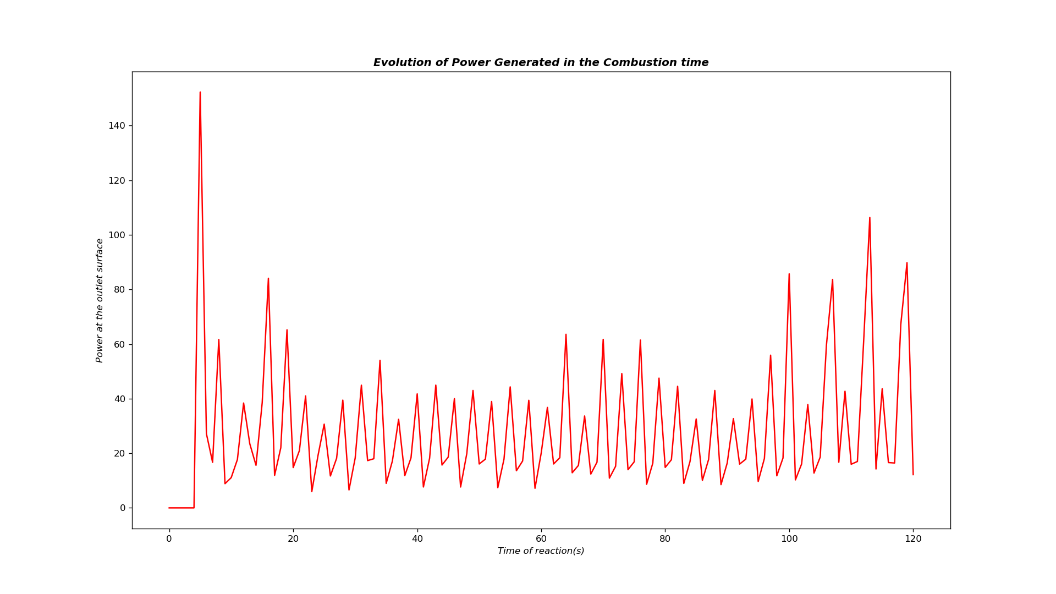 Evolution of Power Generated in the Combustion time
Power at the outlet surface
140
120
100
80
60
40
20
0
0 20 40 60 80 100 120
Time of reaction(s)